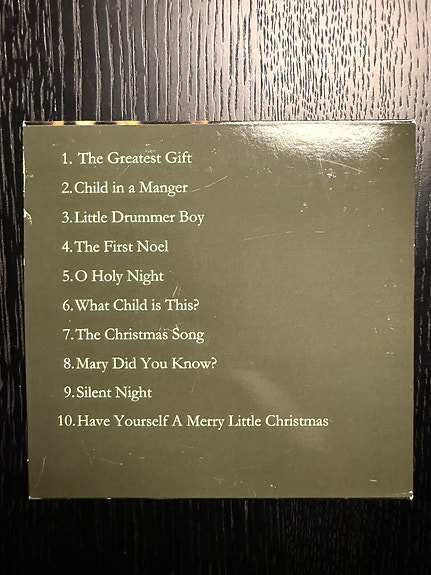 1. The Greatest Gift
2. Child in a Manger
3. Little Drummer Boy
4. The First Noel
5. O Holy Night
6. What Child is This?
7. The Christmas Song
8. Mary Did You Know?
9. Silent Night
10. Have Yourself A Merry Little Christmas